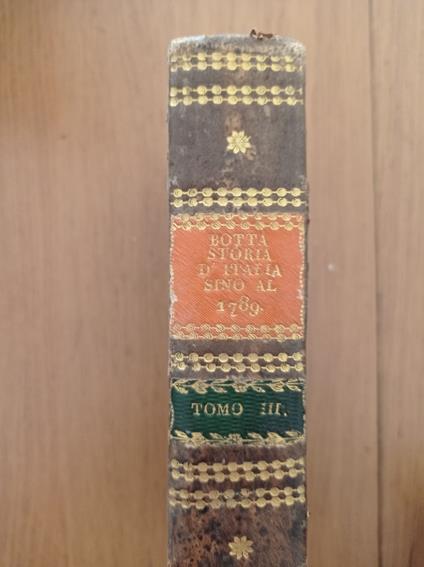 BOTTA
STORIA
D' ITALIA
SINO AL
1789.
TOMO III.